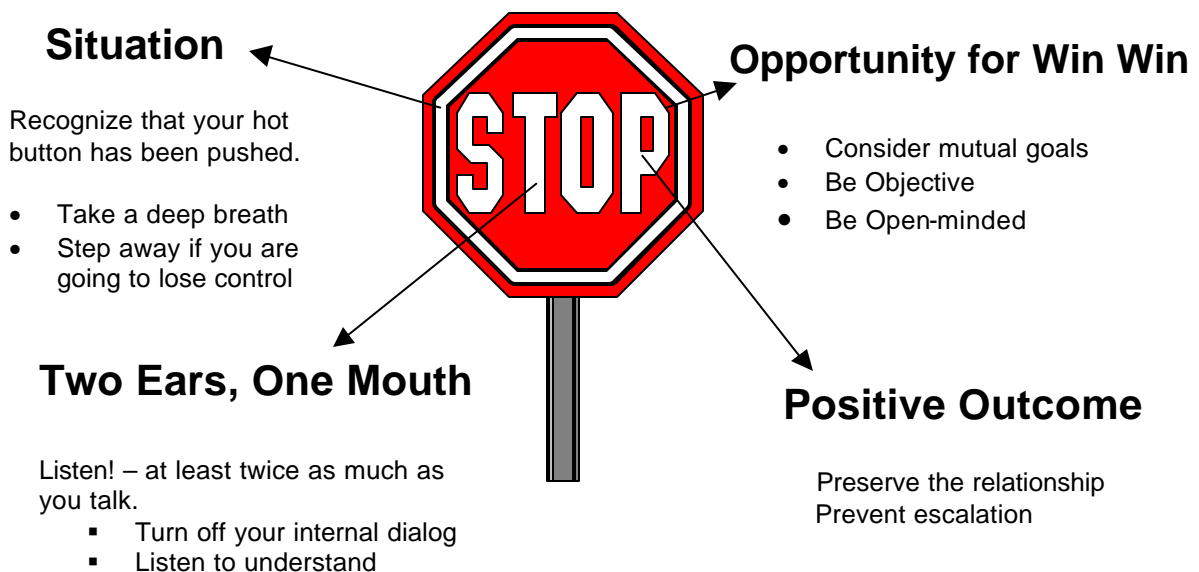 Situation
Recognize that your hot
button has been pushed.
• Take a deep breath
• Step away if you are
going to lose control
STOP
Opportunity for Win Win
• Consider mutual goals
• Be Objective
• Be Open-minded
Two Ears, One Mouth
Listen! – at least twice as much as
you talk.
▪ Turn off your internal dialog
▪ Listen to understand
Positive Outcome
Preserve the relationship
Prevent escalation